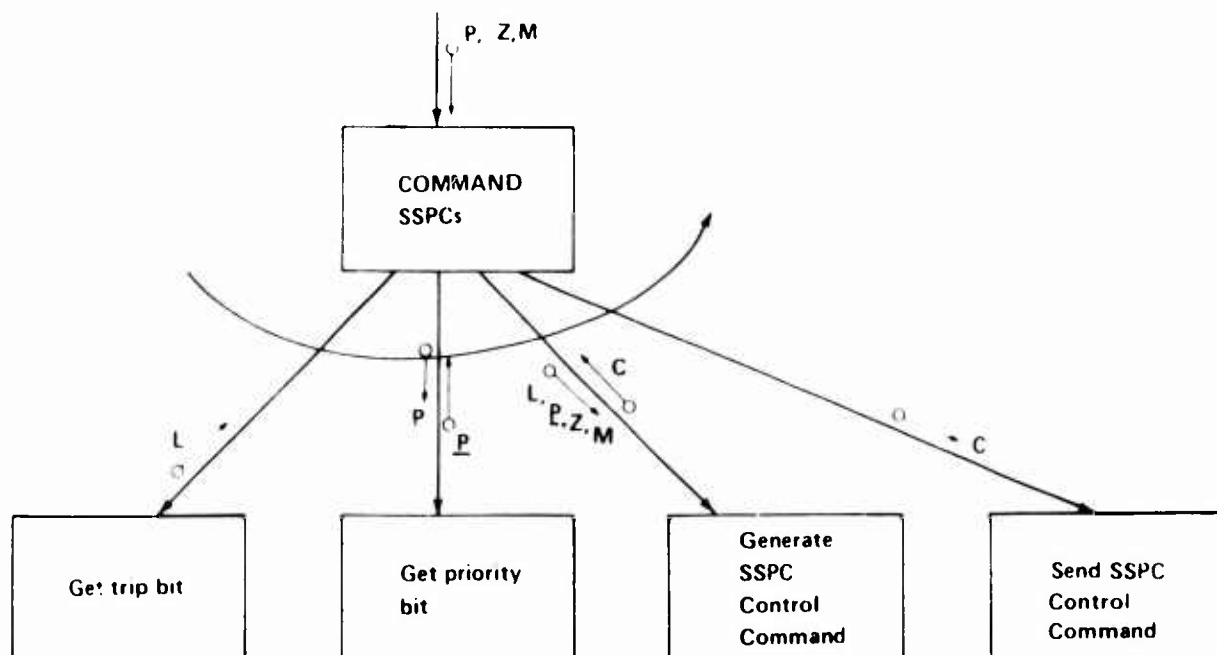 P, Z, M
COMMAND
SSPCs
C
P
L
P
L, P, Z, M
C
Get trip bit
Get priority
bit
Generate
SSPC
Control
Command
Send SSPC
Control
Command